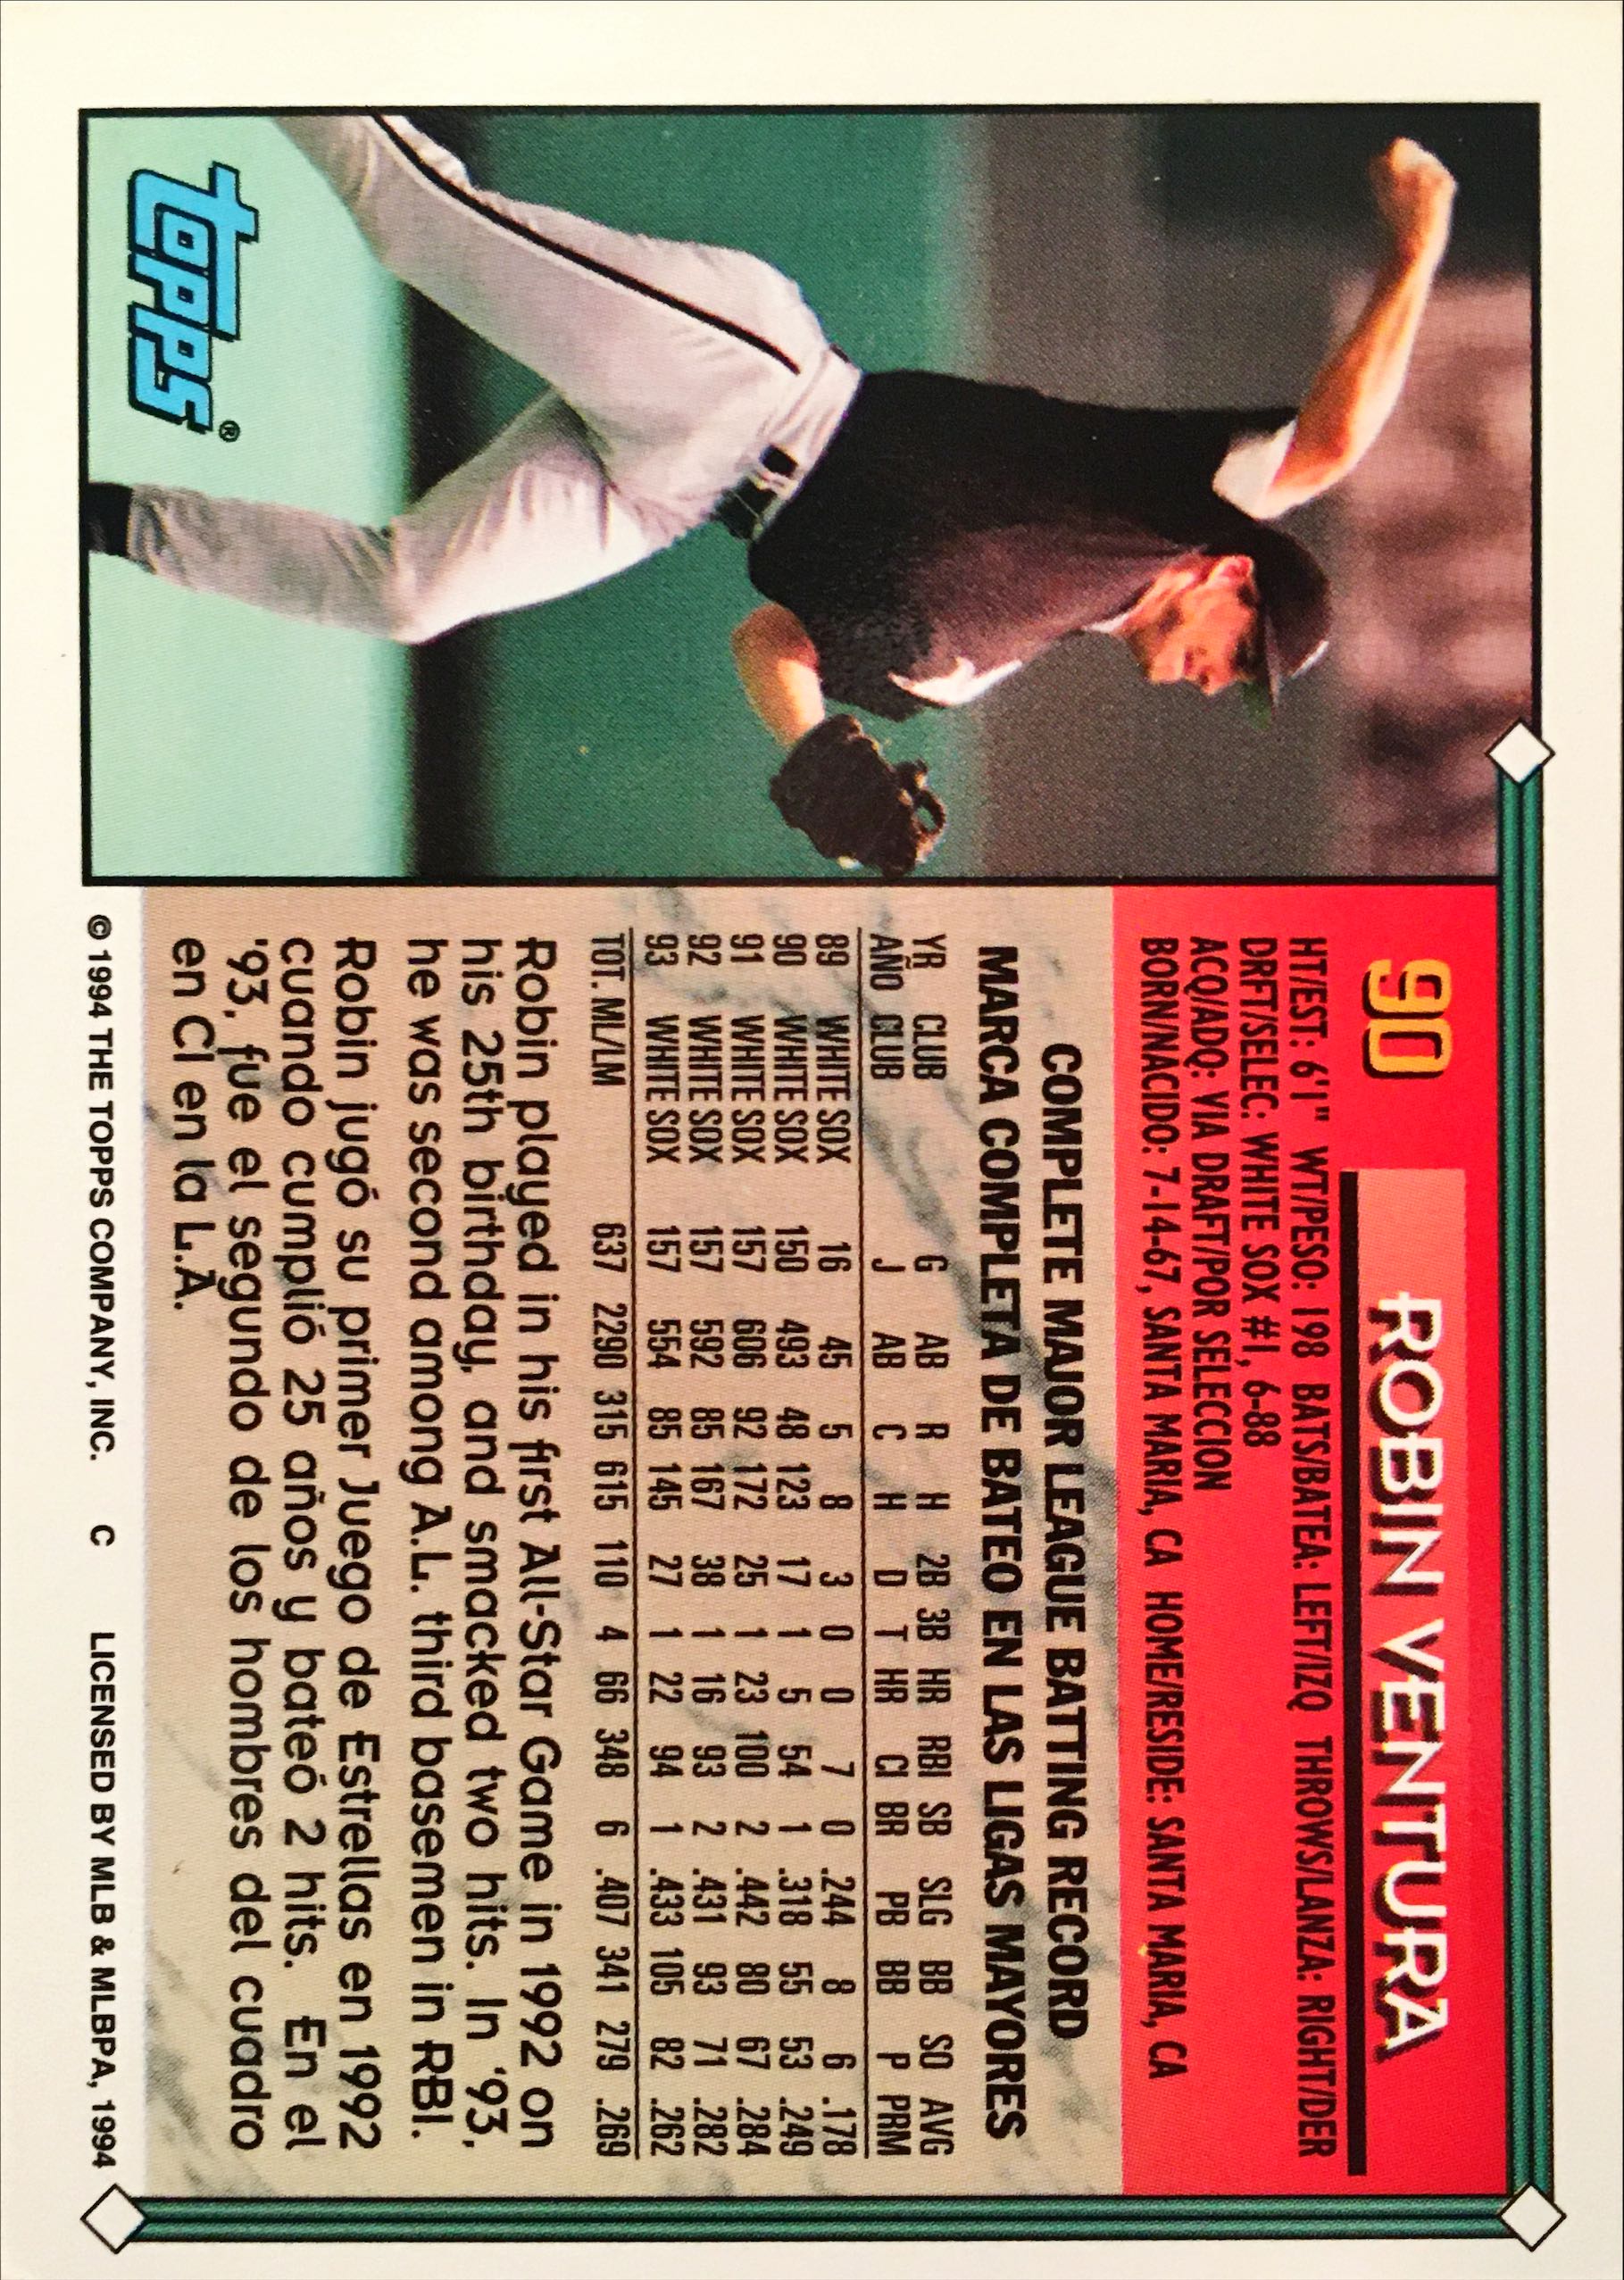 90 ROBIN VENTURA
HT/EST: 6'1" WT/PESO: 198 BATS/BATEA: LEFT/IZQ THROWS/LANZA: RIGHT/DER
DRFT/SELEC: WHITE SOX #1, 6-88
ACQ/ADQ: VIA DRAFT/POR SELECCION
BORN/NACIDO: 7-14-67, SANTA MARIA, CA HOME/RESIDE: SANTA MARIA, CA
COMPLETE MAJOR LEAGUE BATTING RECORD
MARCA COMPLETA DE BATEO EN LAS LIGAS MAYORES
YR CLUB G AB R H 2B 3B HR RBI SB SLG BB SO AVG
AÑO CLUB J AB C H D T HR CI BR PB BB P PRM
89 WHITE SOX 16 45 5 8 3 0 0 7 0 .244 8 6 .178
90 WHITE SOX 150 493 48 123 17 1 5 54 1 .318 55 53 .249
91 WHITE SOX 157 606 92 172 25 1 23 100 2 .442 80 67 .284
92 WHITE SOX 157 592 85 167 38 1 16 93 2 .431 93 71 .282
93 WHITE SOX 157 554 85 145 27 1 22 94 1 .433 105 82 .262
TOT. ML/LM 637 2290 315 615 110 4 66 348 6 .407 341 279 .269
Robin played in his first All-Star Game in 1992 on
his 25th birthday, and smacked two hits. In '93,
he was second among A.L. third basemen in RBI.
Robin jugó su primer Juego de Estrellas en 1992
cuando cumplió 25 años y bateó 2 hits. En el
'93, fue el segundo de los hombres del cuadro
en CI en la L.A.
topps®
© 1994 THE TOPPS COMPANY, INC. C LICENSED BY MLB & MLBPA, 1994